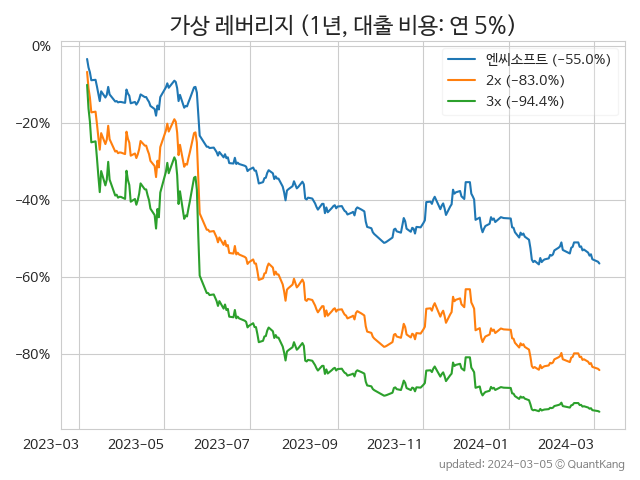 가상 레버리지 (1년, 대출 비용: 연 5%)
엔씨소프트 (−55.0%)
2x (−83.0%)
3x (−94.4%)
0%
−20%
−40%
−60%
−80%
2023-03 2023-05 2023-07 2023-09 2023-11 2024-01 2024-03
updated: 2024-03-05 © QuantKang